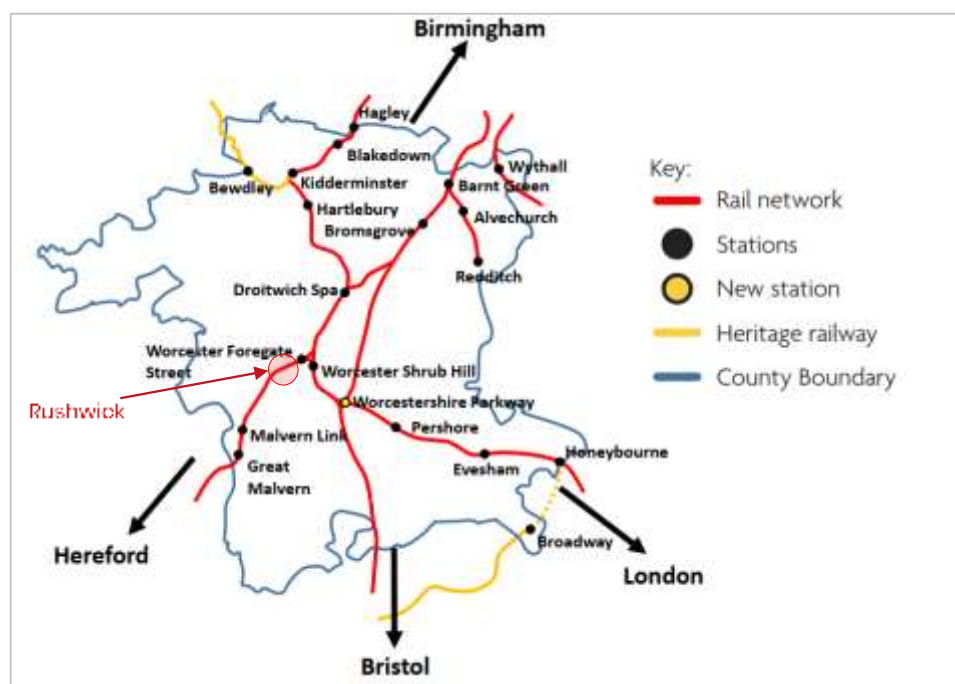 Birmingham
Hagley
Blakedown
Wythall
Bewdley
Kidderminster
Barnt Green
Hartlebury
Alvechurch
Bromsgrove
Redditch
Droitwich Spa
Worcester Foregate
Street
Worcester Shrub Hill
Rushwick
Worcestershire Parkway
Pershore
Malvern Link
Honeybourne
Evesham
Great
Malvern
Broadway
Hereford
London
Bristol
Key:
Rail network
Stations
New station
Heritage railway
County Boundary